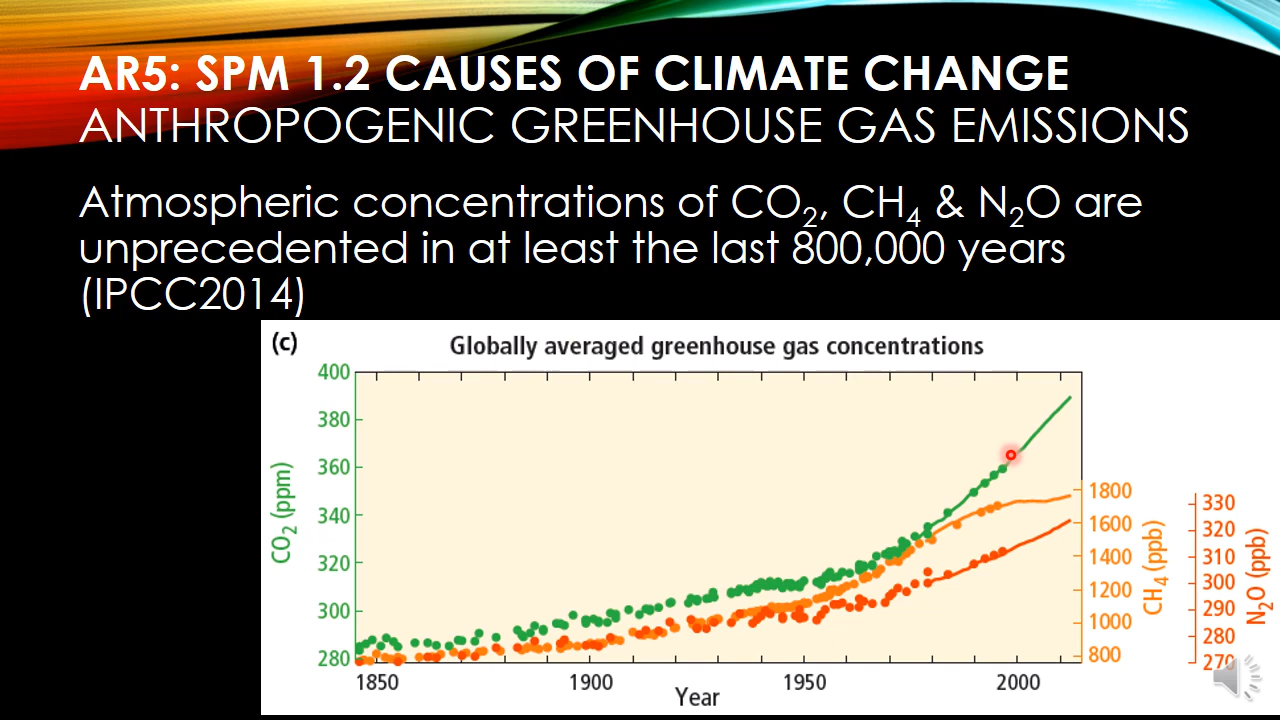 AR5: SPM 1.2 CAUSES OF CLIMATE CHANGE
ANTHROPOGENIC GREENHOUSE GAS EMISSIONS
Atmospheric concentrations of CO₂, CH₄ & N₂O are
unprecedented in at least the last 800,000 years
(IPCC2014)
(c)
Globally averaged greenhouse gas concentrations
400
380
360
340
320
300
280
CO₂ (ppm)
1800
1600
1400
1200
1000
800
CH₄ (ppb)
330
320
310
300
290
280
270
N₂O (ppb)
1850 1900 1950 2000
Year